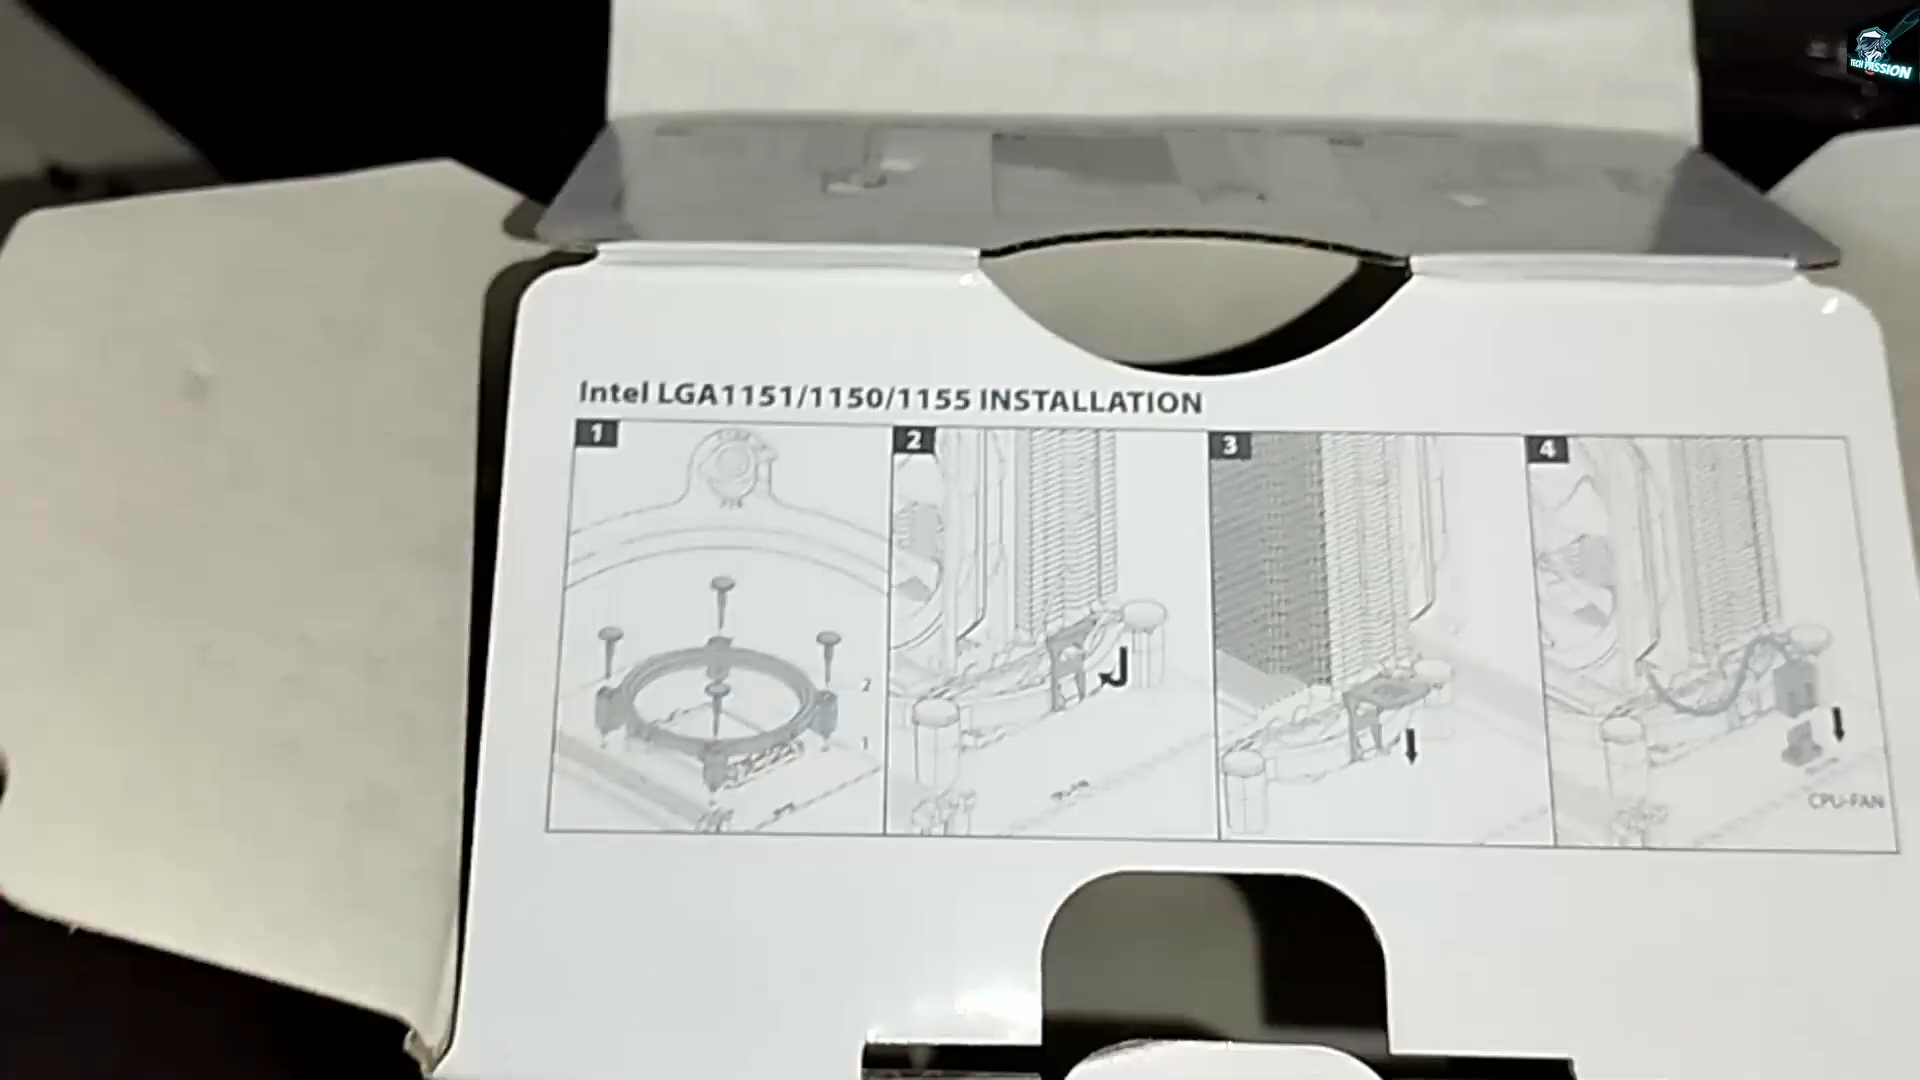 TECH PASSION
Intel LGA1151/1150/1155 INSTALLATION
1
2
3
4
2
1
CPU-FAN